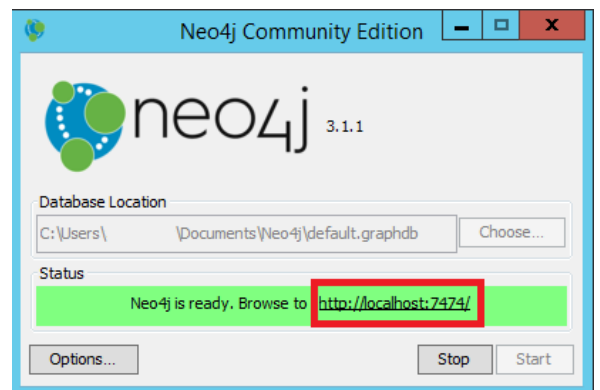 Neo4j Community Edition
neo4j 3.1.1
Database Location
C:\Users\ \Documents\Neo4j\default.graphdb Choose...
Status
Neo4j is ready. Browse to http://localhost:7474/
Options... Stop Start